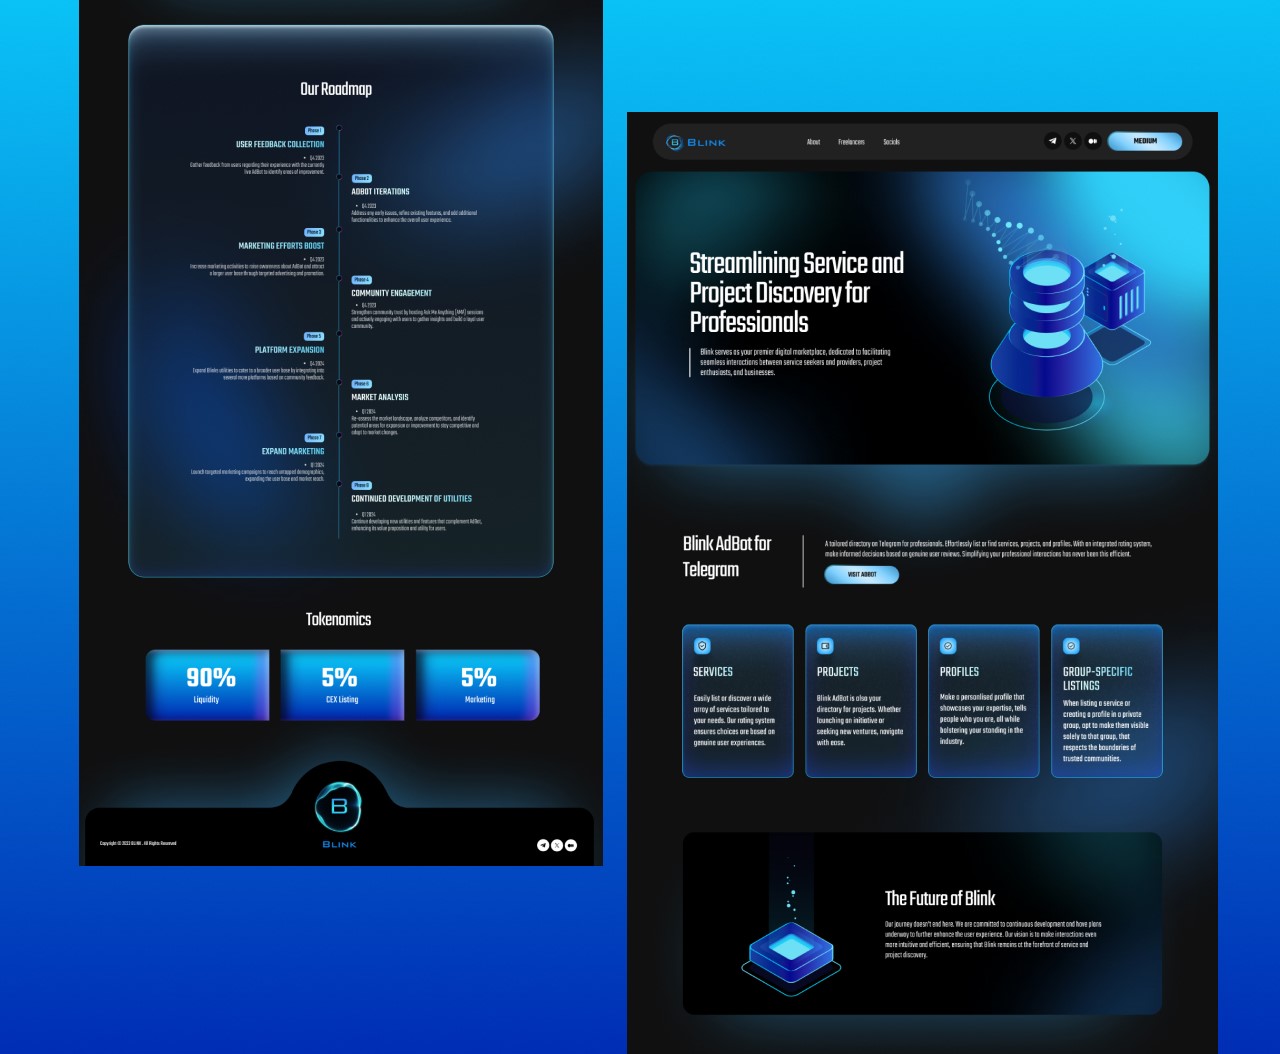 Our Roadmap
Phase 1
USER FEEDBACK COLLECTION
• Q4 2023
Gather feedback from users regarding their experience with the currently
live AdBot to identify areas of improvement.
Phase 2
ADBOT ITERATIONS
• Q4 2023
Address any early issues, refine existing features, and add additional
functionalities to enhance the overall user experience.
Phase 3
MARKETING EFFORTS BOOST
• Q4 2023
Increase marketing activities to raise awareness about AdBot and attract
a larger user base through targeted advertising and promotion.
Phase 4
COMMUNITY ENGAGEMENT
• Q4 2023
Strengthen community trust by hosting Ask Me Anything (AMA) sessions
and actively engaging with users to gather insights and build a loyal user
community.
Phase 5
PLATFORM EXPANSION
• Q4 2024
Expand Blinks utilities to cater to a broader user base by integrating into
several more platforms based on community feedback.
Phase 6
MARKET ANALYSIS
• Q1 2024
Re-assess the market landscape, analyze competitors, and identify
potential areas for expansion or improvement to stay competitive and
adapt to market changes.
Phase 7
EXPAND MARKETING
• Q1 2024
Launch targeted marketing campaigns to reach untapped demographics,
expanding the user base and market reach.
Phase 8
CONTINUED DEVELOPMENT OF UTILITIES
• Q1 2024
Continue developing new utilities and features that complement AdBot,
enhancing its value proposition and utility for users.
Tokenomics
90%
Liquidity
5%
CEX Listing
5%
Marketing
B
BLINK
Copyright © 2023 BLINK. All Rights Reserved
B BLINK
About
Freelancers
Socials
MEDIUM
Streamlining Service and
Project Discovery for
Professionals
Blink serves as your premier digital marketplace, dedicated to facilitating
seamless interactions between service seekers and providers, project
enthusiasts, and businesses.
Blink AdBot for
Telegram
A tailored directory on Telegram for professionals. Effortlessly list or find services, projects, and profiles. With an integrated rating system,
make informed decisions based on genuine user reviews. Simplifying your professional interactions has never been this efficient.
VISIT ABBOT
SERVICES
Easily list or discover a wide
array of services tailored to
your needs. Our rating system
ensures choices are based on
genuine user experiences.
PROJECTS
Blink AdBot is also your
directory for projects. Whether
launching an initiative or
seeking new ventures, navigate
with ease.
PROFILES
Make a personlised profile that
showcases your expertise, tells
people who you are, all while
bolstering your standing in the
industry.
GROUP-SPECIFIC
LISTINGS
When listing a service or
creating a profile in a private
group, opt to make them visible
solely to that group, that
respects the boundaries of
trusted communities.
The Future of Blink
Our journey doesn't end here. We are committed to continuous development and have plans
underway to further enhance the user experience. Our vision is to make interactions even
more intuitive and efficient, ensuring that Blink remains at the forefront of service and
project discovery.